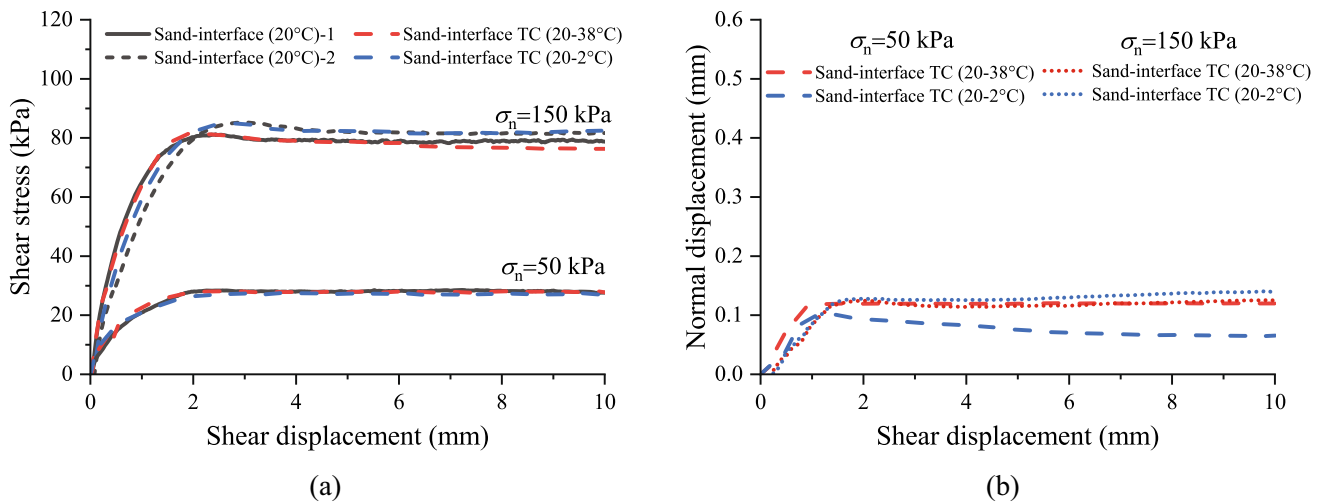 120
100
80
60
40
20
0
0 2 4 6 8 10
Shear stress (kPa)
Shear displacement (mm)
Sand-interface (20°C)-1
Sand-interface TC (20-38°C)
Sand-interface (20°C)-2
Sand-interface TC (20-2°C)
σn=150 kPa
σn=50 kPa
(a)
0.6
0.5
0.4
0.3
0.2
0.1
0.0
0 2 4 6 8 10
Normal displacement (mm)
Shear displacement (mm)
σn=50 kPa
σn=150 kPa
Sand-interface TC (20-38°C)
Sand-interface TC (20-38°C)
Sand-interface TC (20-2°C)
Sand-interface TC (20-2°C)
(b)